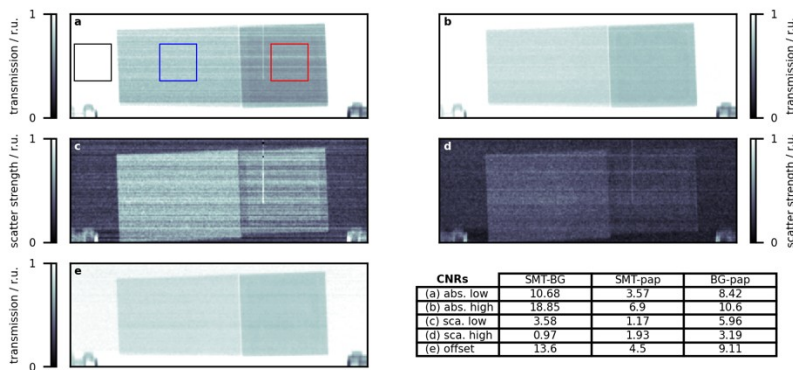 1
a
transmission / r.u.
0
b
1
transmission / r.u.
0
1
c
scatter strength / r.u.
0
d
1
scatter strength / r.u.
0
1
e
transmission / r.u.
0
CNRs SMT-BG SMT-pap BG-pap
(a) abs. low 10.68 3.57 8.42
(b) abs. high 18.85 6.9 10.6
(c) sca. low 3.58 1.17 5.96
(d) sca. high 0.97 1.93 3.19
(e) offset 13.6 4.5 9.11